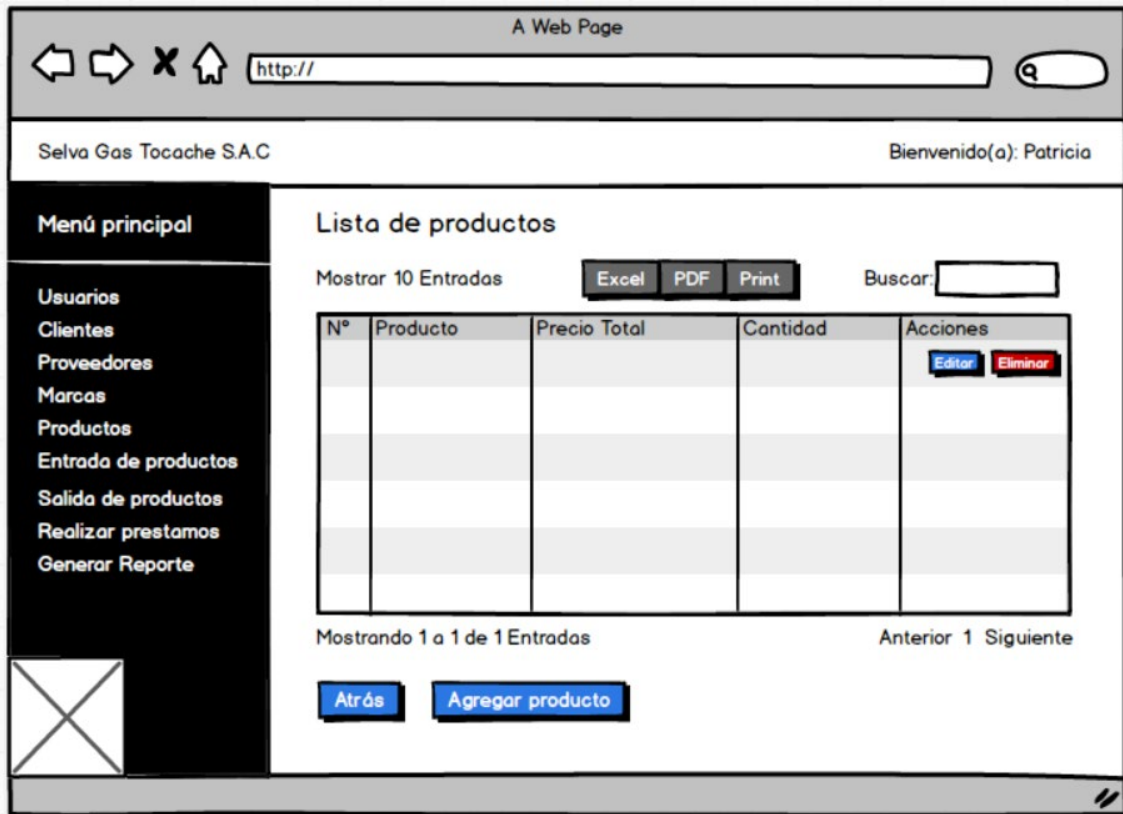 A Web Page
http://
Selva Gas Tocache S.A.C
Bienvenido(a): Patricia
Menú principal
Usuarios
Clientes
Proveedores
Marcas
Productos
Entrada de productos
Salida de productos
Realizar prestamos
Generar Reporte
Lista de productos
Mostrar 10 Entradas
Excel PDF Print
Buscar:
N° Producto Precio Total Cantidad Acciones
Editar Eliminar
Mostrando 1 a 1 de 1 Entradas
Anterior 1 Siguiente
Atrás
Agregar producto